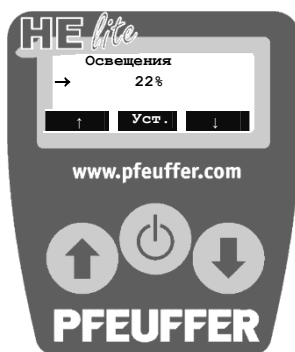 HE lite
Освещения
→ 22%
↑ Уст. ↓
www.pfeuffer.com
PFEUFFER